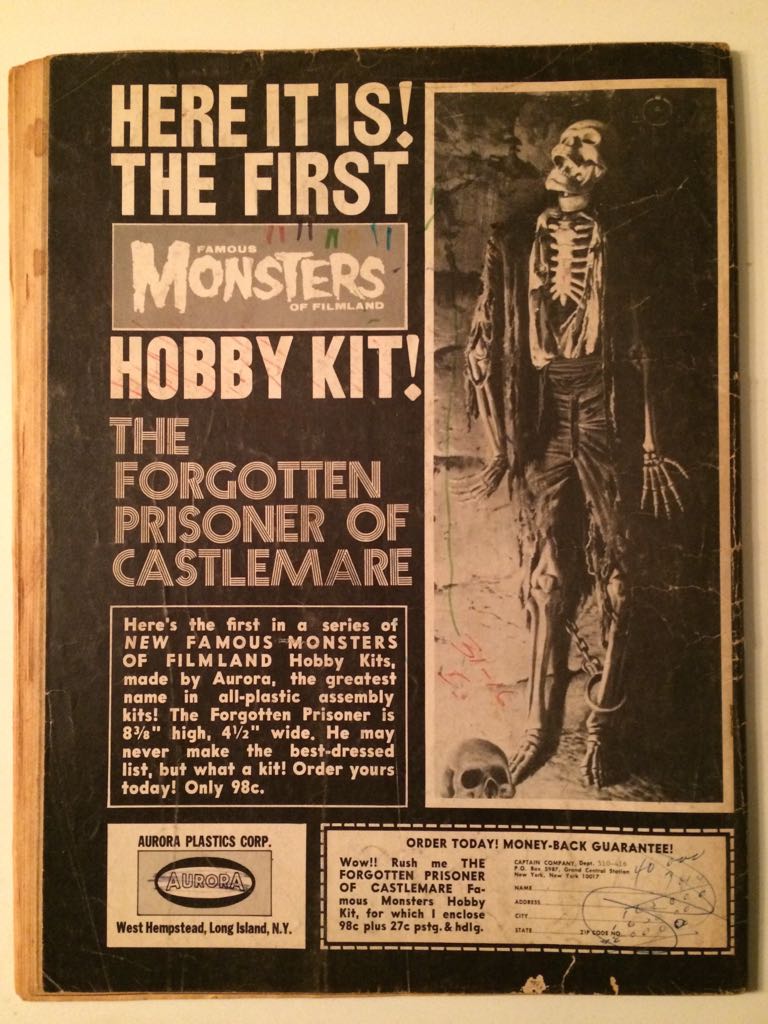 HERE IT IS!
THE FIRST
FAMOUS
MONSTERS
OF FILMLAND
HOBBY KIT!
THE
FORGOTTEN
PRISONER OF
CASTLEMARE
Here's the first in a series of
NEW FAMOUS MONSTERS
OF FILMLAND Hobby Kits,
made by Aurora, the greatest
name in all-plastic assembly
kits! The Forgotten Prisoner is
8⅜" high, 4½" wide. He may
never make the best-dressed
list, but what a kit! Order yours
today! Only 98c.
AURORA PLASTICS CORP.
AURORA
West Hempstead, Long Island, N.Y.
ORDER TODAY! MONEY-BACK GUARANTEE!
Wow!! Rush me THE
FORGOTTEN PRISONER
OF CASTLEMARE Fa-
mous Monsters Hobby
Kit, for which I enclose
98c plus 27c pstg. & hdlg.
CAPTAIN COMPANY, Dept. 510-416
P.O. Box 5987, Grand Central Station
New York, New York 10017
NAME
ADDRESS
CITY
STATE
ZIP CODE NO.